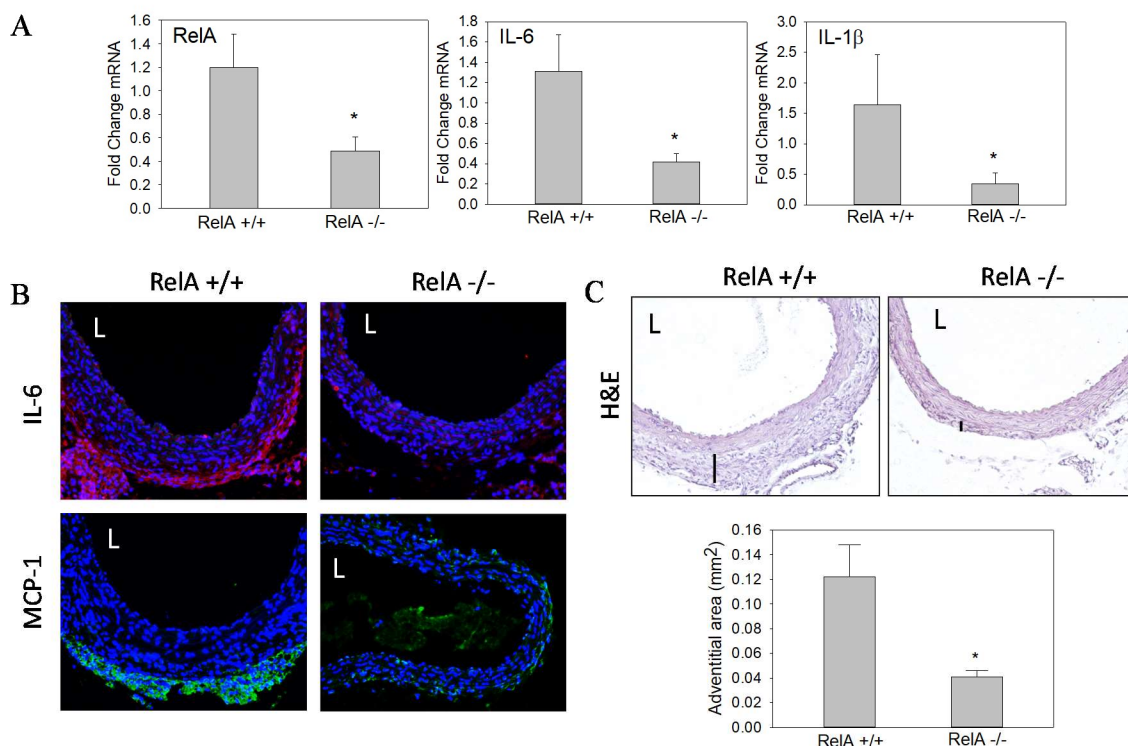 A
RelA
Fold Change mRNA
1.6
1.4
1.2
1.0
0.8
0.6
0.4
0.2
0.0
*
RelA +/+
RelA -/-
IL-6
Fold Change mRNA
1.8
1.6
1.4
1.2
1.0
0.8
0.6
0.4
0.2
0.0
*
RelA +/+
RelA -/-
IL-1β
Fold Change mRNA
3.0
2.5
2.0
1.5
1.0
0.5
0.0
*
RelA +/+
RelA -/-
B
RelA +/+
RelA -/-
IL-6
L
L
MCP-1
L
L
C
RelA +/+
RelA -/-
H&E
L
L
Adventitial area (mm²)
0.16
0.14
0.12
0.10
0.08
0.06
0.04
0.02
0.00
*
RelA +/+
RelA -/-